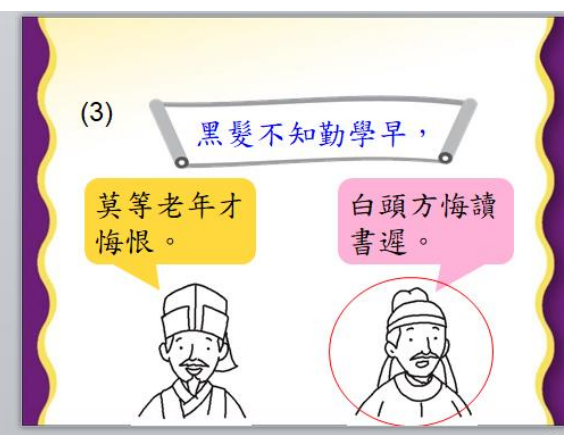 (3)
黑髮不知勤學早，
莫等老年才
悔恨。
白頭方悔讀
書遲。